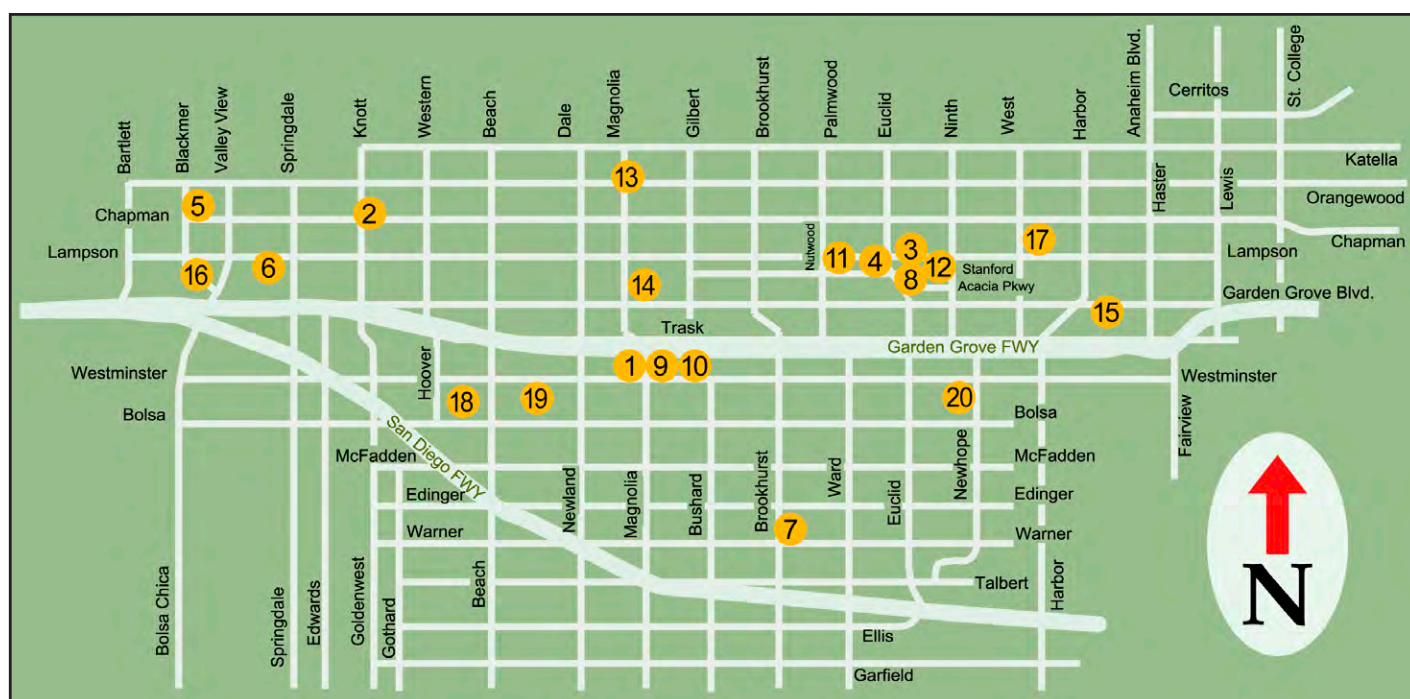 Bartlett
Blackmer
Valley View
Springdale
Knott
Western
Beach
Dale
Magnolia
Gilbert
Brookhurst
Palmwood
Euclid
Ninth
West
Harbor
Anaheim Blvd.
Cerritos
St. College
Katella
13
Orangewood
Haster
Lewis
5
2
Chapman
Lampson
Nutwood
17
Chapman
Lampson
16
6
11
4
3
12
8
Stanford
Acacia Pkwy
14
Garden Grove Blvd.
15
Trask
Garden Grove FWY
Westminster
Hoover
1
9
10
Westminster
Bolsa
18
19
20
Bolsa
San Diego FWY
Fairview
McFadden
McFadden
Edinger
Edinger
Warner
Warner
Newland
Magnolia
Bushard
Brookhurst
7
Ward
Euclid
Newhope
Talbert
Bolsa Chica
Springdale
Edwards
Goldenwest
Gothard
Beach
Harbor
Ellis
Garfield
N